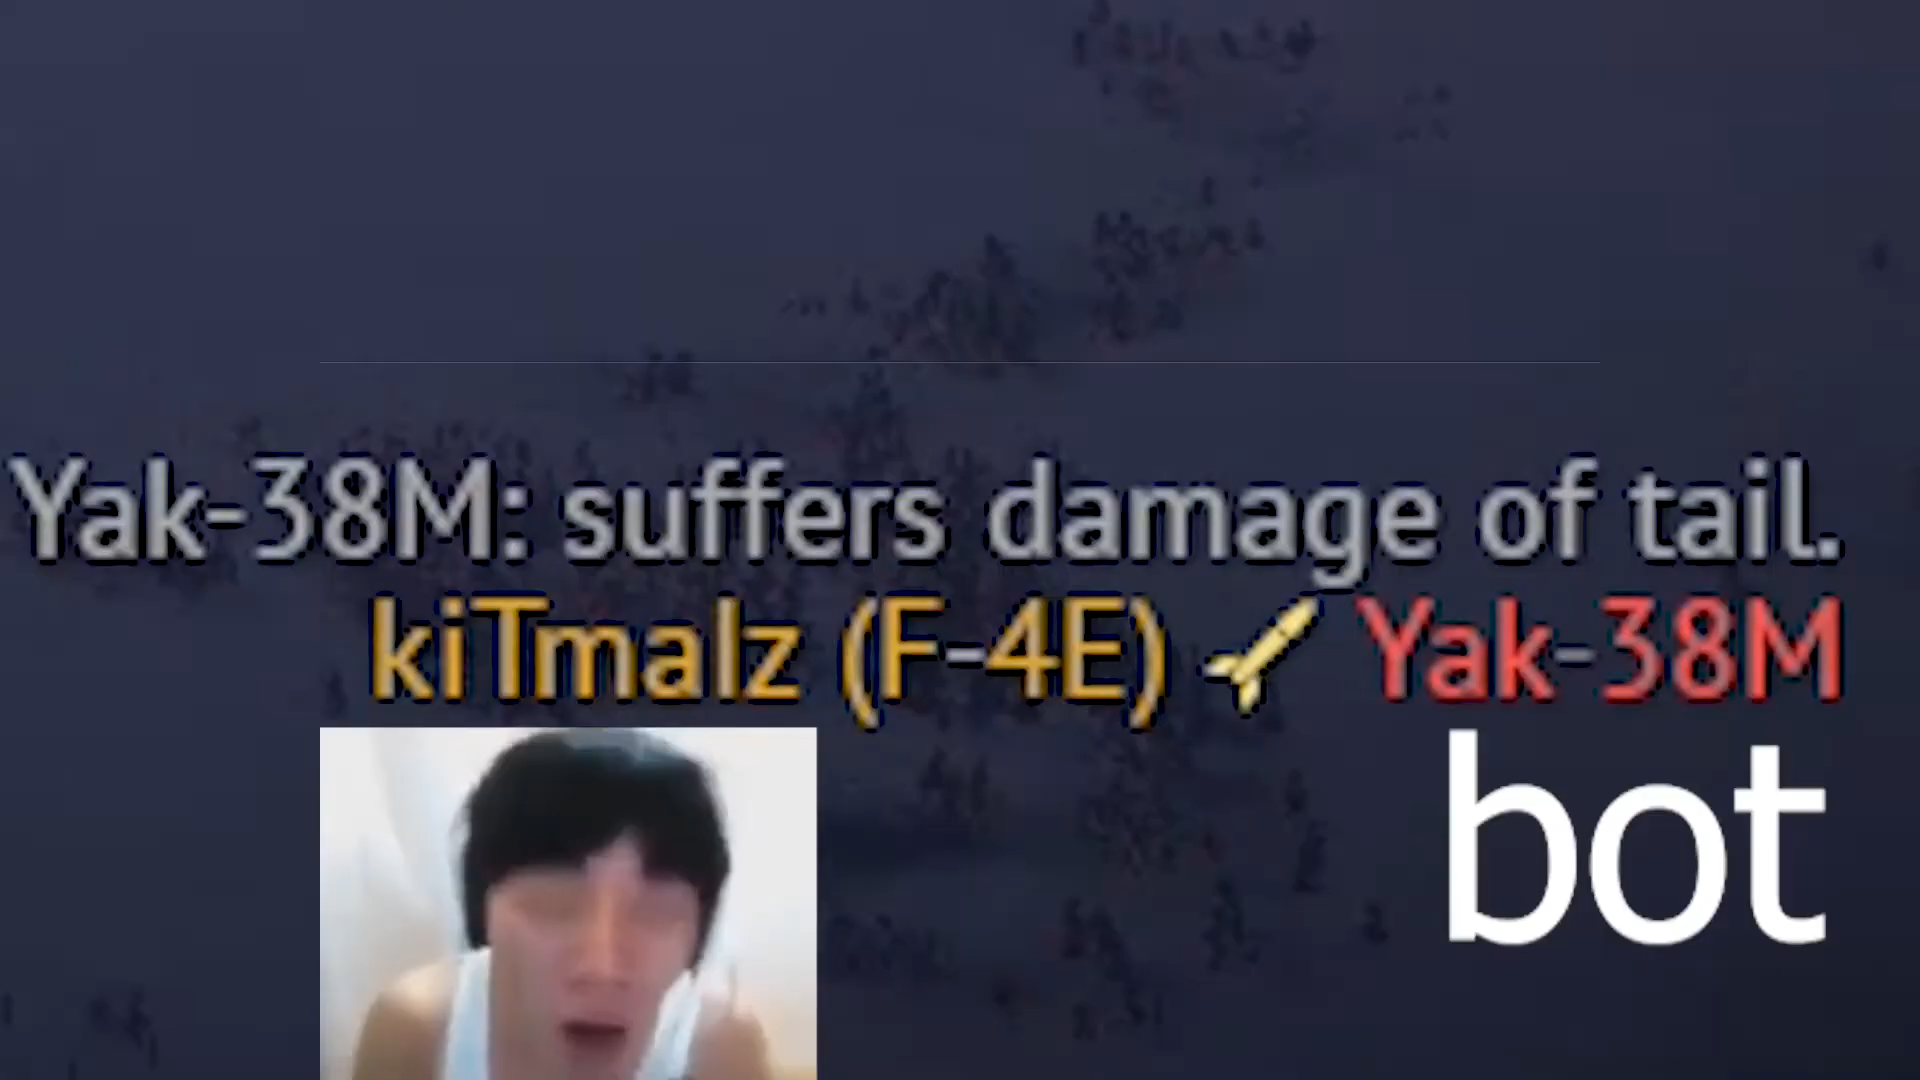 Yak-38M: suffers damage of tail.
kiTmalz (F-4E) Yak-38M
bot